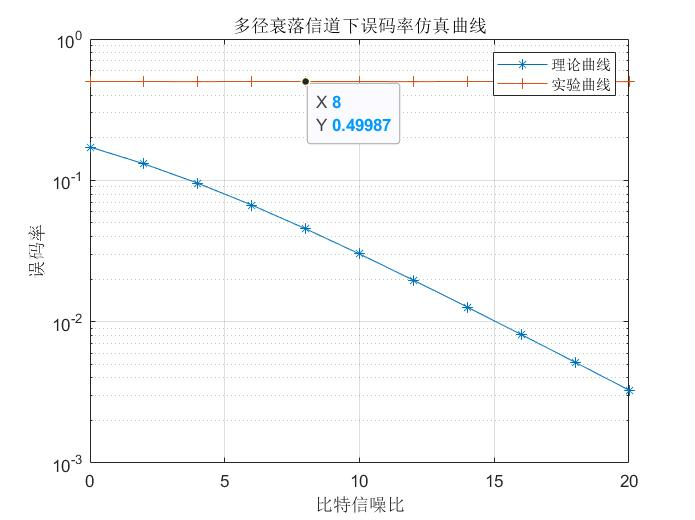 多径衰落信道下误码率仿真曲线
10^0
理论曲线
实验曲线
X 8
Y 0.49987
10^-1
误码率
10^-2
10^-3
0 5 10 15 20
比特信噪比